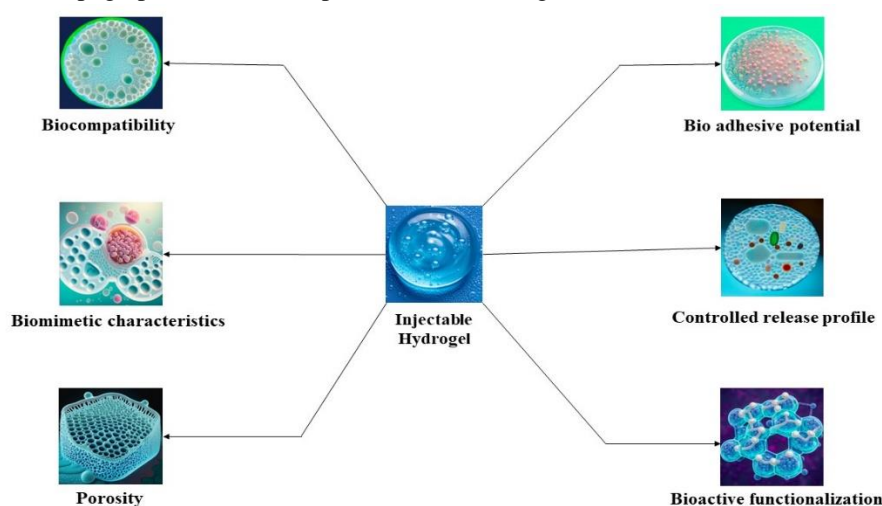 Biocompatibility
Bio adhesive potential
Biomimetic characteristics
Injectable
Hydrogel
Controlled release profile
Porosity
Bioactive functionalization